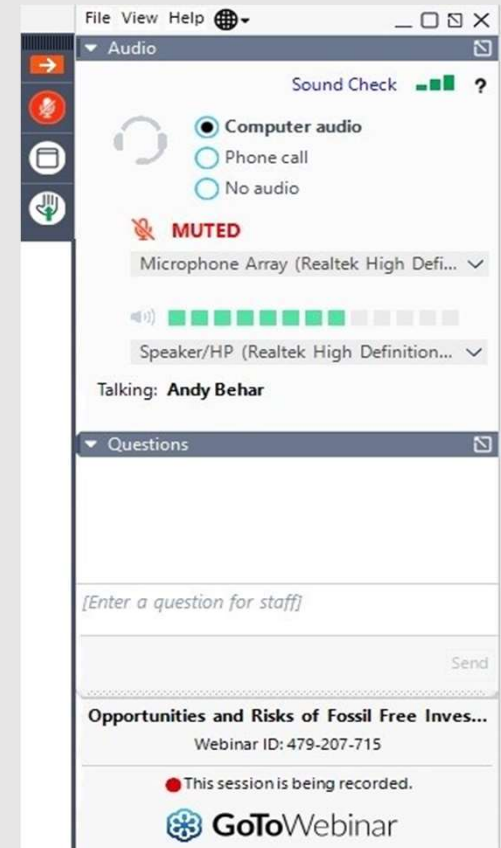 File View Help
Audio
Sound Check ?
Computer audio
Phone call
No audio
MUTED
Microphone Array (Realtek High Defi...
Speaker/HP (Realtek High Definition...
Talking: Andy Behar
Questions
[Enter a question for staff]
Send
Opportunities and Risks of Fossil Free Inves...
Webinar ID: 479-207-715
This session is being recorded.
GoToWebinar